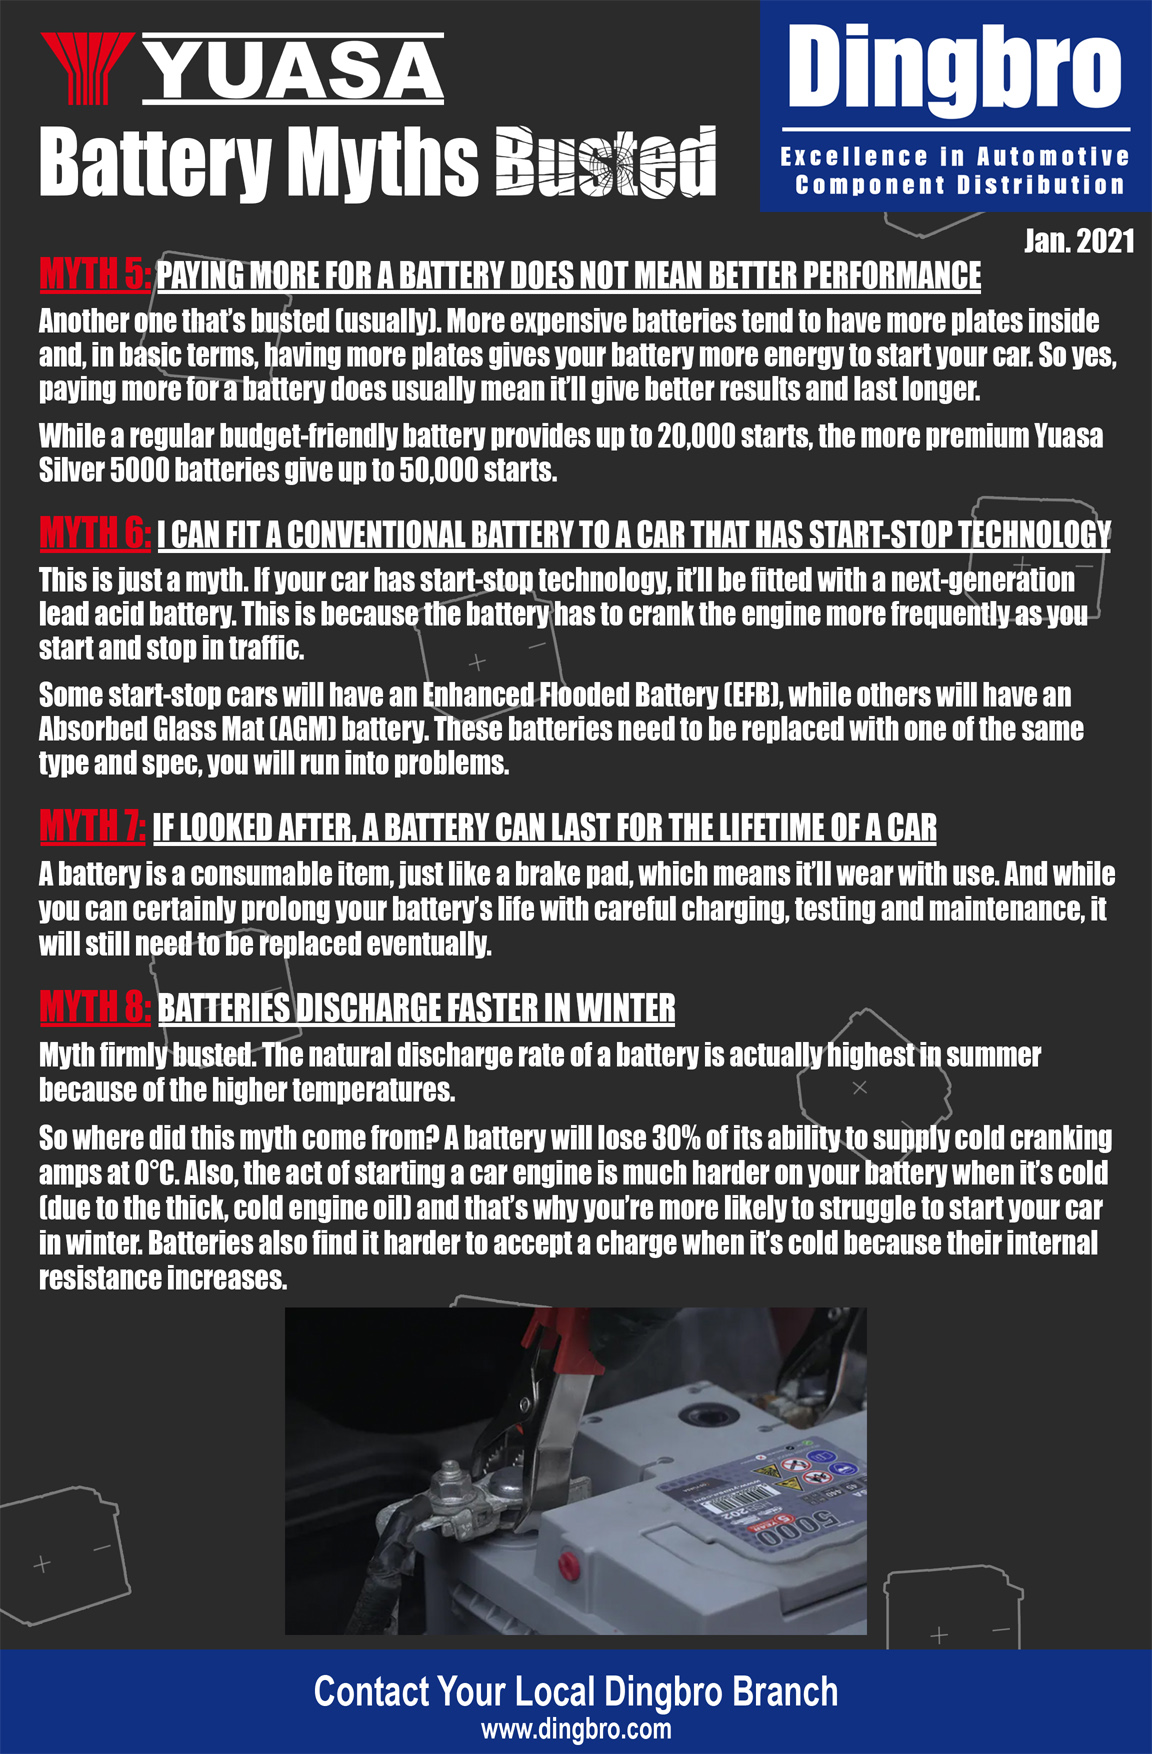 YUASA
Battery Myths Busted
Dingbro
Excellence in Automotive
Component Distribution
Jan. 2021
MYTH 5: PAYING MORE FOR A BATTERY DOES NOT MEAN BETTER PERFORMANCE
Another one that's busted (usually). More expensive batteries tend to have more plates inside
and, in basic terms, having more plates gives your battery more energy to start your car. So yes,
paying more for a battery does usually mean it'll give better results and last longer.
While a regular budget-friendly battery provides up to 20,000 starts, the more premium Yuasa
Silver 5000 batteries give up to 50,000 starts.
MYTH 6: I CAN FIT A CONVENTIONAL BATTERY TO A CAR THAT HAS START-STOP TECHNOLOGY
This is just a myth. If your car has start-stop technology, it'll be fitted with a next-generation
lead acid battery. This is because the battery has to crank the engine more frequently as you
start and stop in traffic.
Some start-stop cars will have an Enhanced Flooded Battery (EFB), while others will have an
Absorbed Glass Mat (AGM) battery. These batteries need to be replaced with one of the same
type and spec, you will run into problems.
MYTH 7: IF LOOKED AFTER, A BATTERY CAN LAST FOR THE LIFETIME OF A CAR
A battery is a consumable item, just like a brake pad, which means it'll wear with use. And while
you can certainly prolong your battery's life with careful charging, testing and maintenance, it
will still need to be replaced eventually.
MYTH 8: BATTERIES DISCHARGE FASTER IN WINTER
Myth firmly busted. The natural discharge rate of a battery is actually highest in summer
because of the higher temperatures.
So where did this myth come from? A battery will lose 30% of its ability to supply cold cranking
amps at 0°C. Also, the act of starting a car engine is much harder on your battery when it's cold
(due to the thick, cold engine oil) and that's why you're more likely to struggle to start your car
in winter. Batteries also find it harder to accept a charge when it's cold because their internal
resistance increases.
5000
5 YEAR
Contact Your Local Dingbro Branch
www.dingbro.com